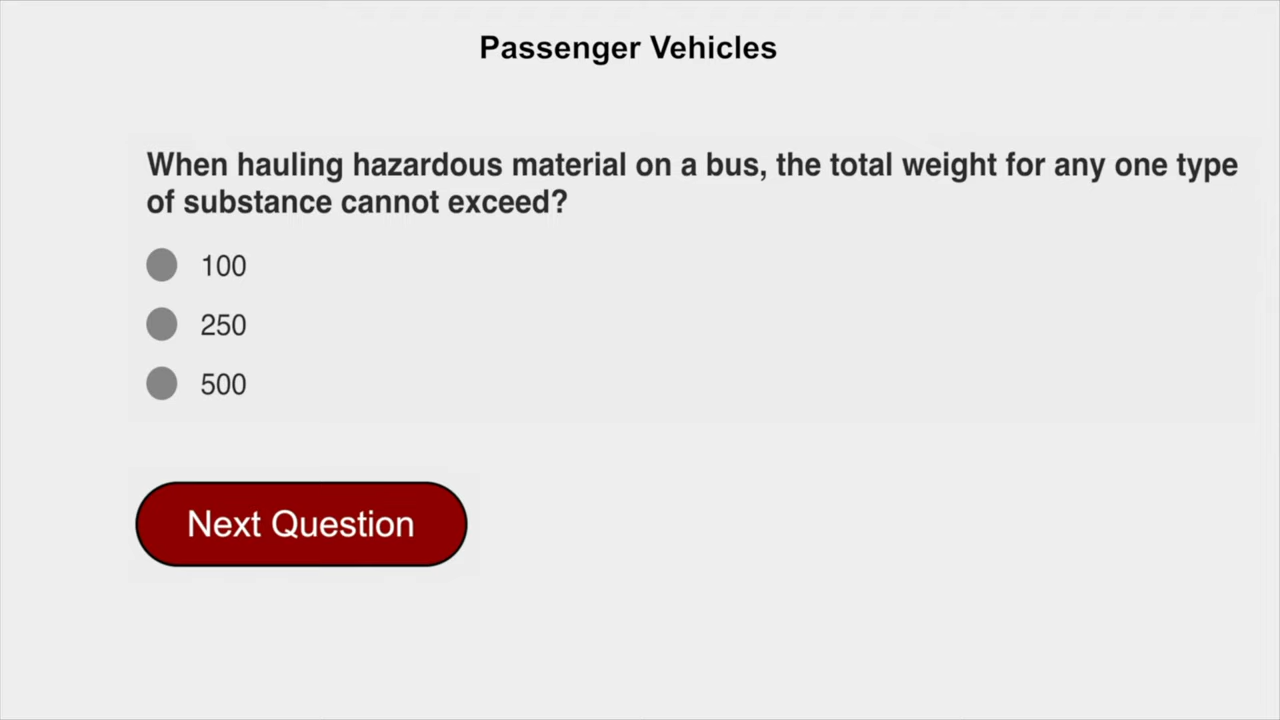 Passenger Vehicles
When hauling hazardous material on a bus, the total weight for any one type
of substance cannot exceed?
100
250
500
Next Question